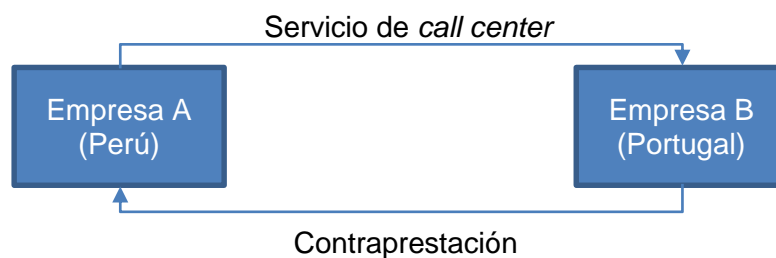 Servicio de call center
Empresa A
(Perú)
Empresa B
(Portugal)
Contraprestación